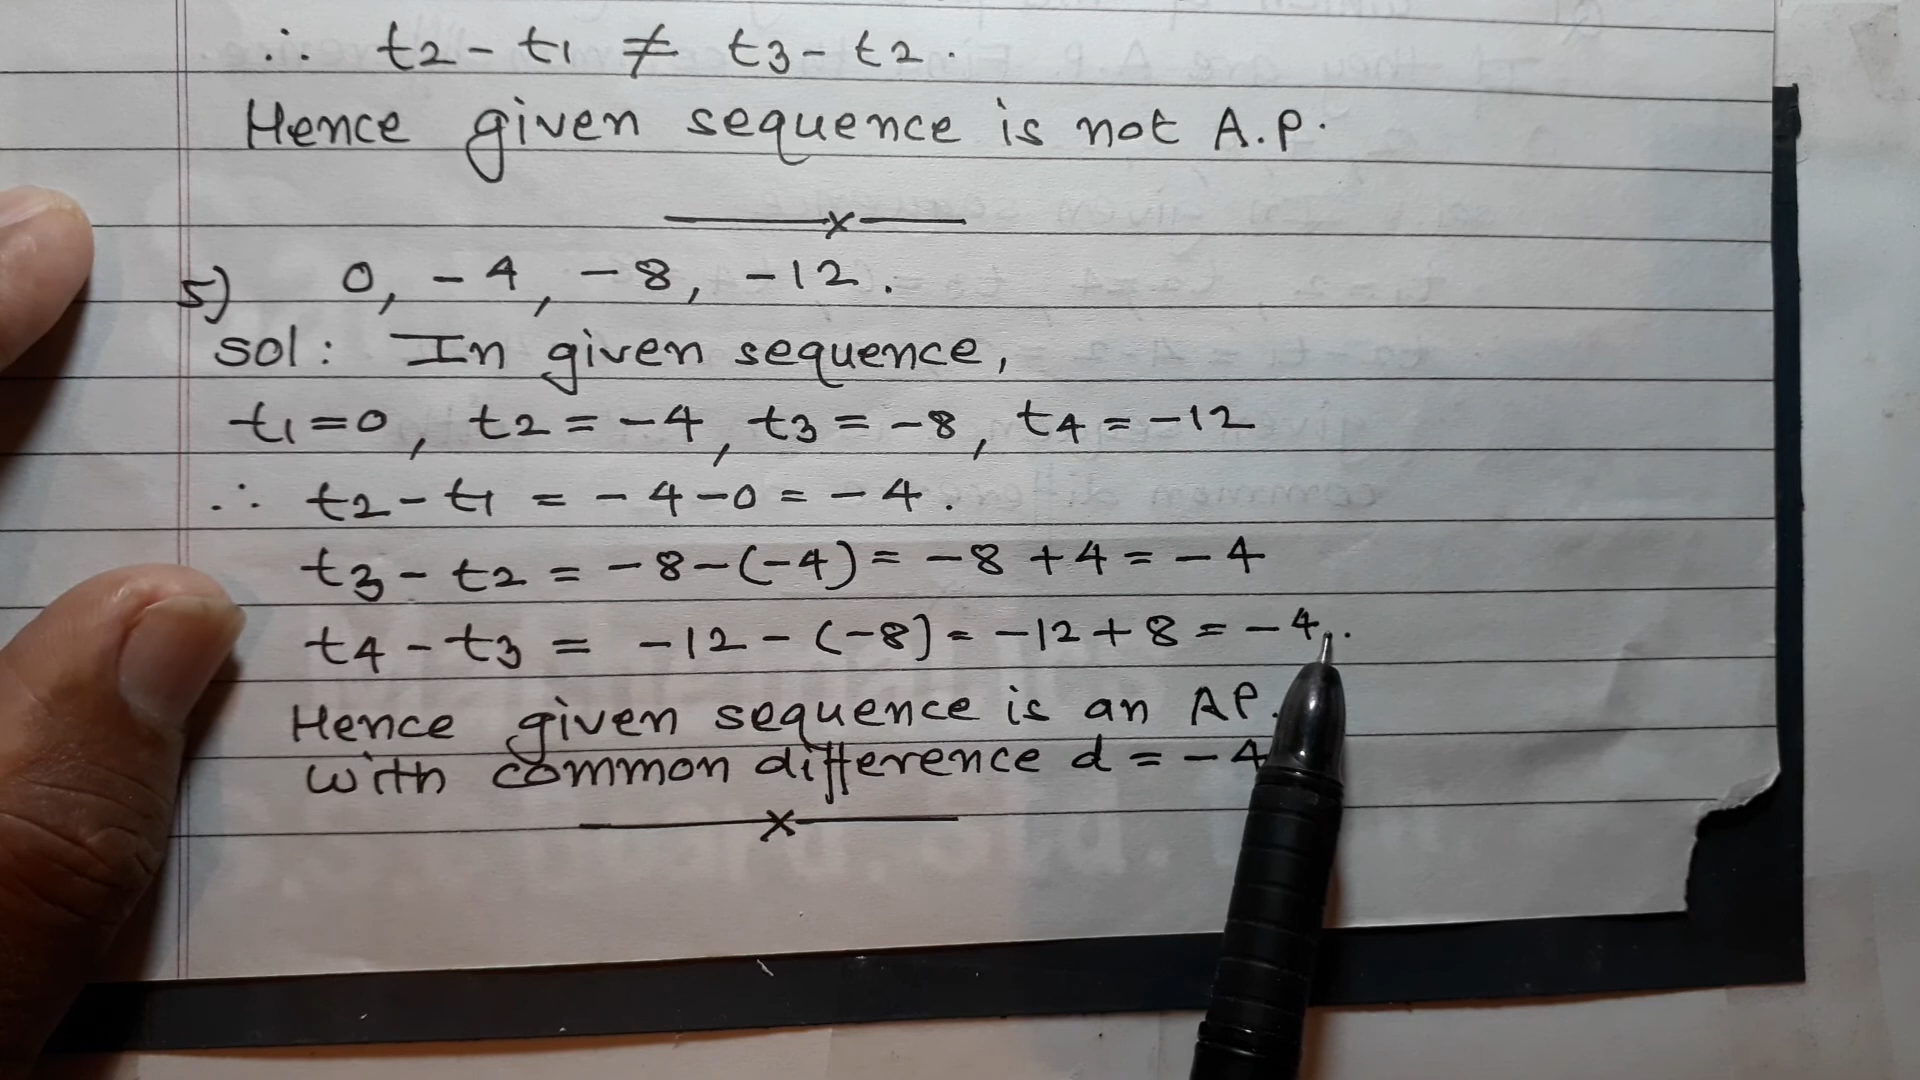 ∴ t2 - t1 ≠ t3 - t2.
Hence given sequence is not A.P.
x
5) 0, -4, -8, -12.
Sol: In given sequence,
t1=0, t2=-4, t3=-8, t4=-12
∴ t2-t1 = -4-0 = -4.
t3-t2 = -8-(-4) = -8+4 = -4
t4-t3 = -12-(-8) = -12+8 = -4.
Hence given sequence is an AP.
with common difference d = -4
x